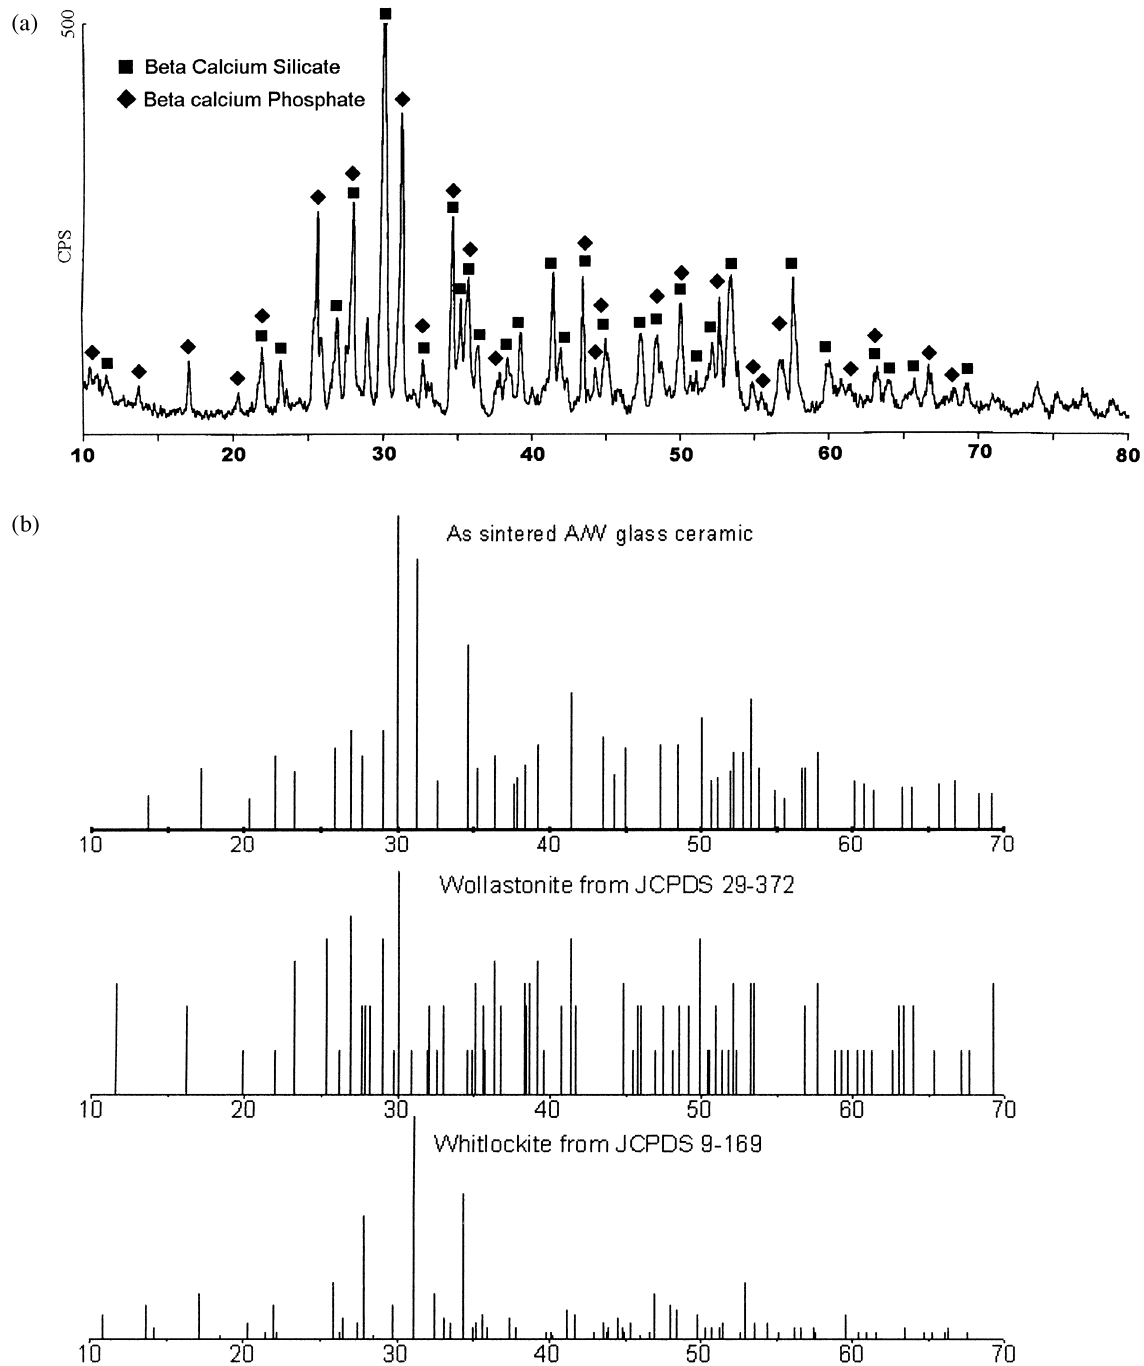 (a)
500
CPS
Beta Calcium Silicate
Beta calcium Phosphate
10 20 30 40 50 60 70 80
(b)
As sintered A/W glass ceramic
10 20 30 40 50 60 70
Wollastonite from JCPDS 29-372
10 20 30 40 50 60 70
Whitlockite from JCPDS 9-169
10 20 30 40 50 60 70